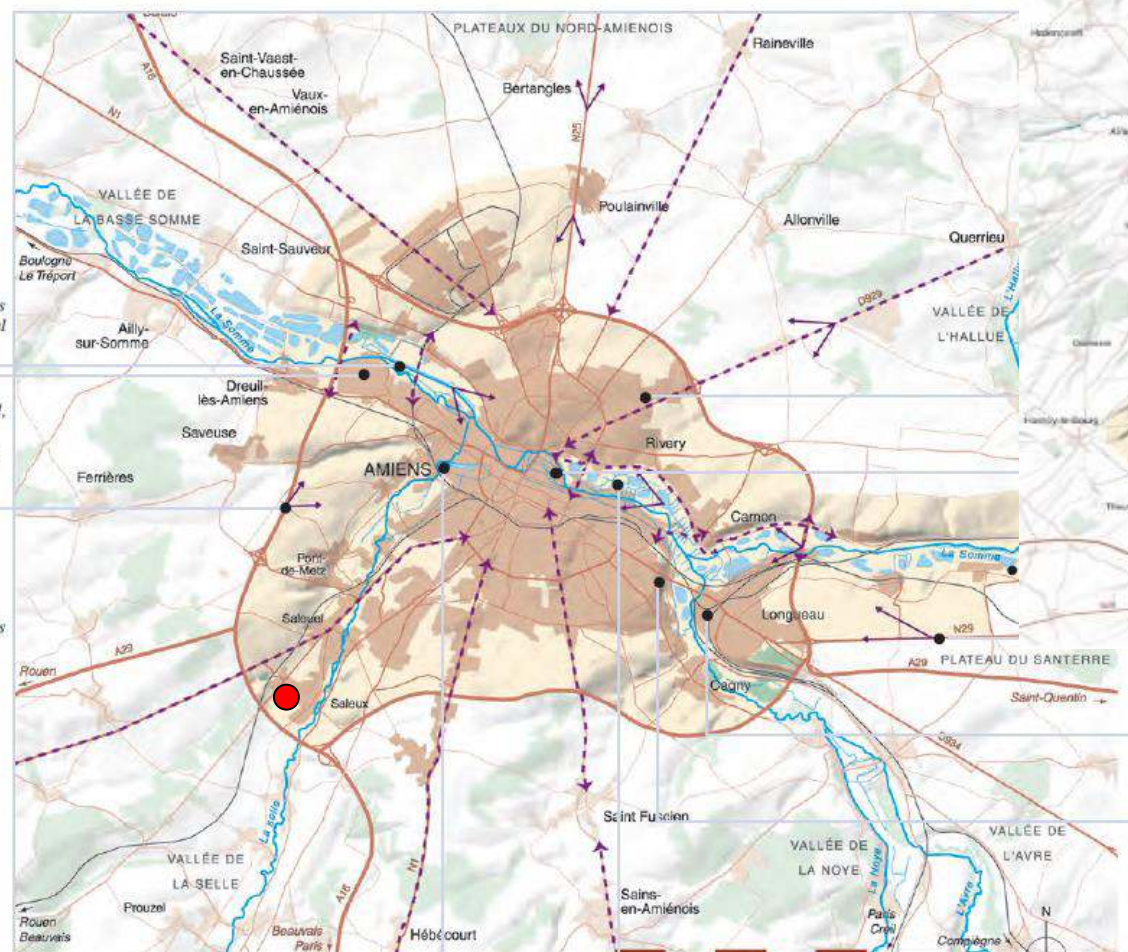 PLATEAUX DU NORD-AMIENOIS
Raineville
Saint-Vaast-
en-Chaussée
A16
Vaux-
en-Amiénois
Bertangles
N1
N25
VALLÉE DE
LA BASSE SOMME
Poulainville
Allonville
Querrieu
Saint-Sauveur
Boulogne
Le Tréport
D929
VALLÉE DE
L'HALLUE
L'Hallue
Ailly-
sur-Somme
La Somme
Dreuil-
lès-Amiens
Saveuse
Rivery
Ferrières
AMIENS
Camon
Pont-
de-Metz
La Somme
Salouel
Longueau
N29
A29
Rouen
A29
PLATEAU DU SANTERRE
Cagny
Saint-Quentin
Saleux
D934
La Selle
Saint Fuscien
VALLÉE DE
LA SELLE
N1
VALLÉE DE
LA NOYE
VALLÉE DE
L'AVRE
La Noye
L'Avre
A16
Prouzel
Sains-
en-Amiénois
Rouen
Beauvais
Beauvais
Paris
Hébécourt
Paris
Creil
Compiègne
N